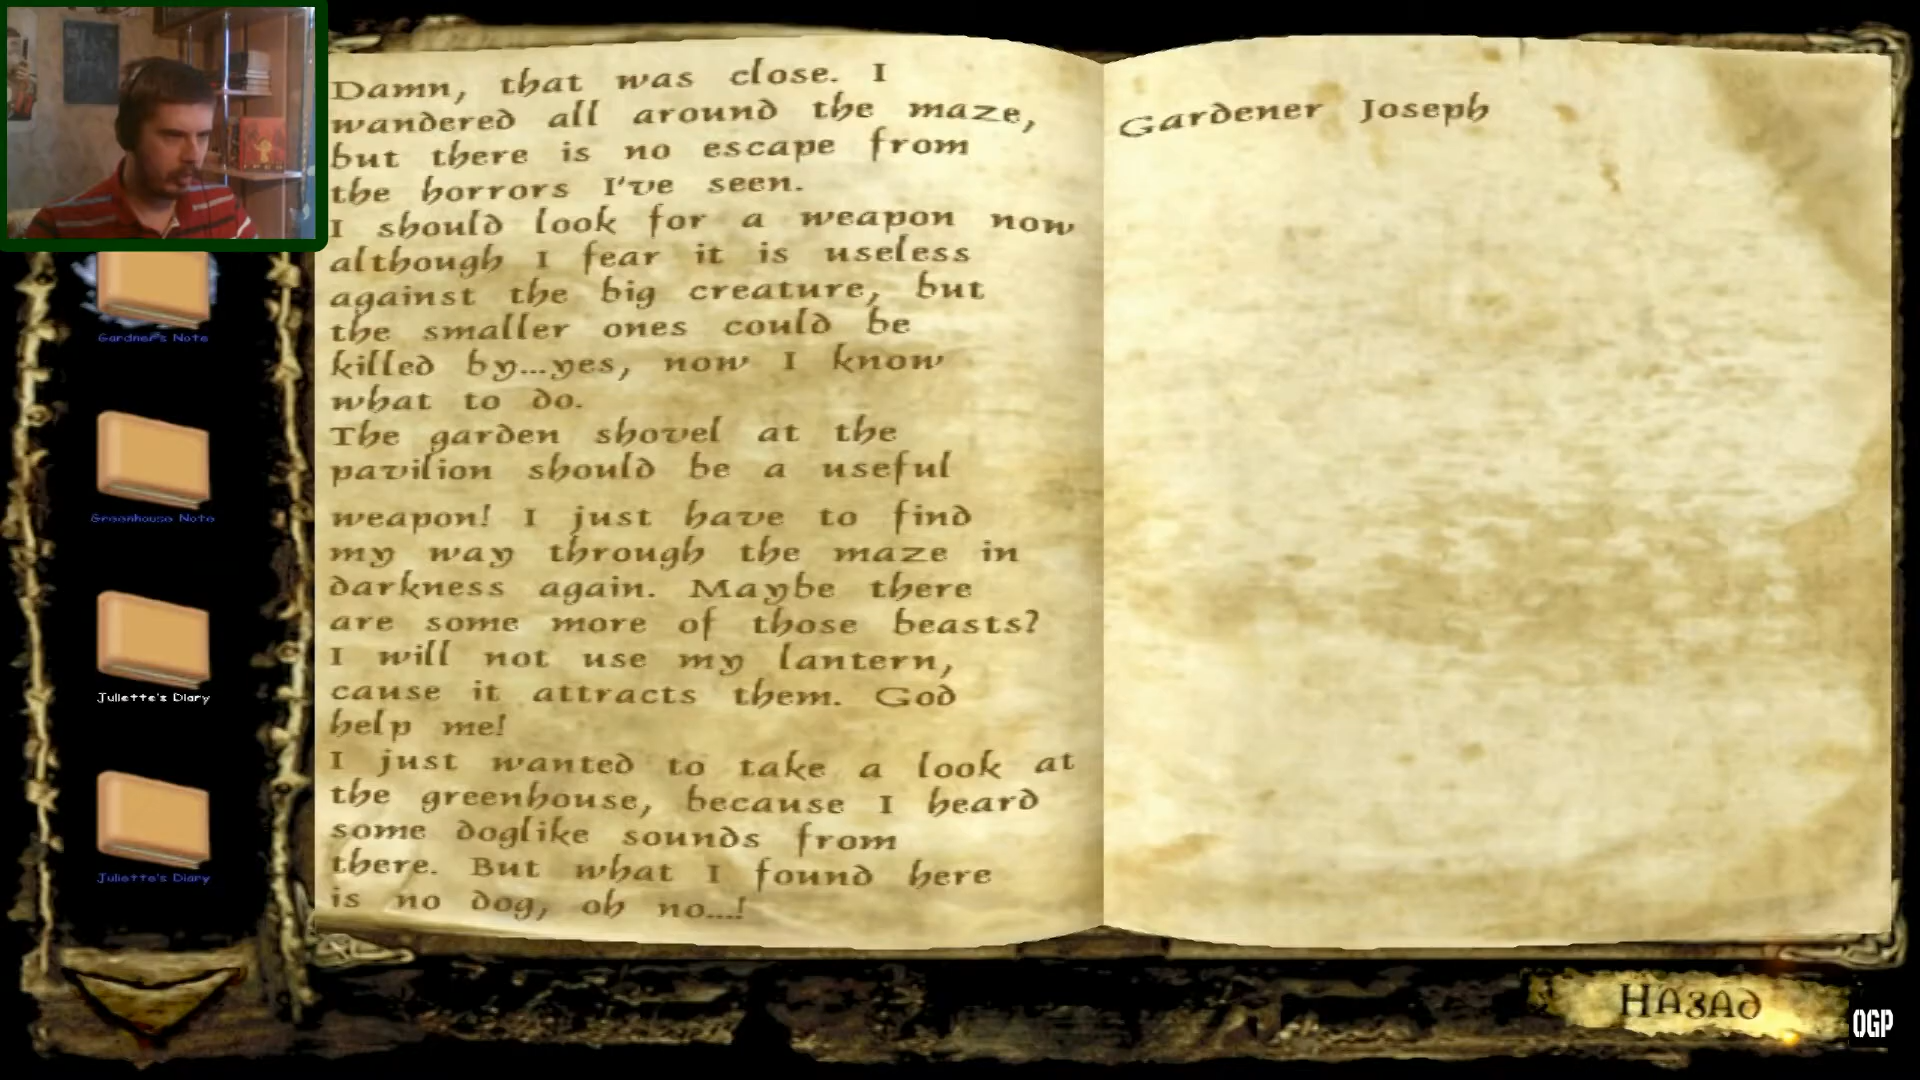 Damn, that was close. I
wandered all around the maze,
but there is no escape from
the horrors I've seen.
I should look for a weapon now
although I fear it is useless
against the big creature, but
the smaller ones could be
killed by...yes, now I know
what to do.
The garden shovel at the
pavilion should be a useful
weapon! I just have to find
my way through the maze in
darkness again. Maybe there
are some more of those beasts?
I will not use my lantern,
cause it attracts them. God
help me!
I just wanted to take a look at
the greenhouse, because I heard
some doglike sounds from
there. But what I found here
is no dog, oh no...!
Gardener Joseph
Gardner's Note
Greenhouse Note
Juliette's Diary
Juliette's Diary
Назад
OGP